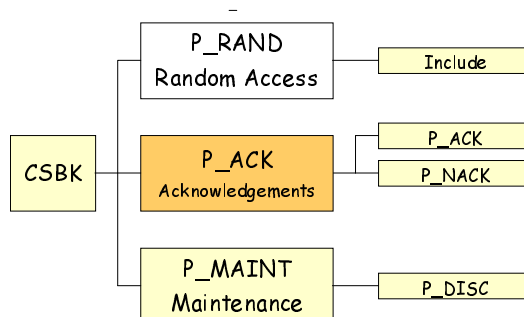 P_RAND
Random Access
Include
CSBK
P_ACK
Acknowledgements
P_ACK
P_NACK
P_MAINT
Maintenance
P_DISC